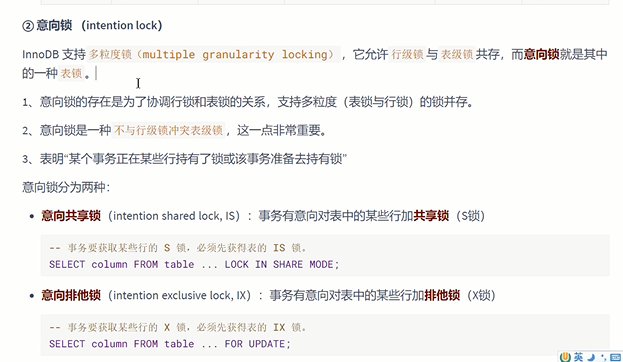 ② 意向锁 （intention lock）
InnoDB 支持 多粒度锁（multiple granularity locking） ，它允许 行级锁 与 表级锁 共存，而意向锁就是其中
的一种 表锁 。
1、意向锁的存在是为了协调行锁和表锁的关系，支持多粒度（表锁与行锁）的锁并存。
2、意向锁是一种 不与行级锁冲突表级锁 ，这一点非常重要。
3、表明“某个事务正在某些行持有了锁或该事务准备去持有锁”
意向锁分为两种：
• 意向共享锁（intention shared lock, IS）：事务有意向对表中的某些行加共享锁（S锁）
-- 事务要获取某些行的 S 锁，必须先获得表的 IS 锁。
SELECT column FROM table ... LOCK IN SHARE MODE;
• 意向排他锁（intention exclusive lock, IX）：事务有意向对表中的某些行加排他锁（X锁）
-- 事务要获取某些行的 X 锁，必须先获得表的 IX 锁。
SELECT column FROM table ... FOR UPDATE;
英